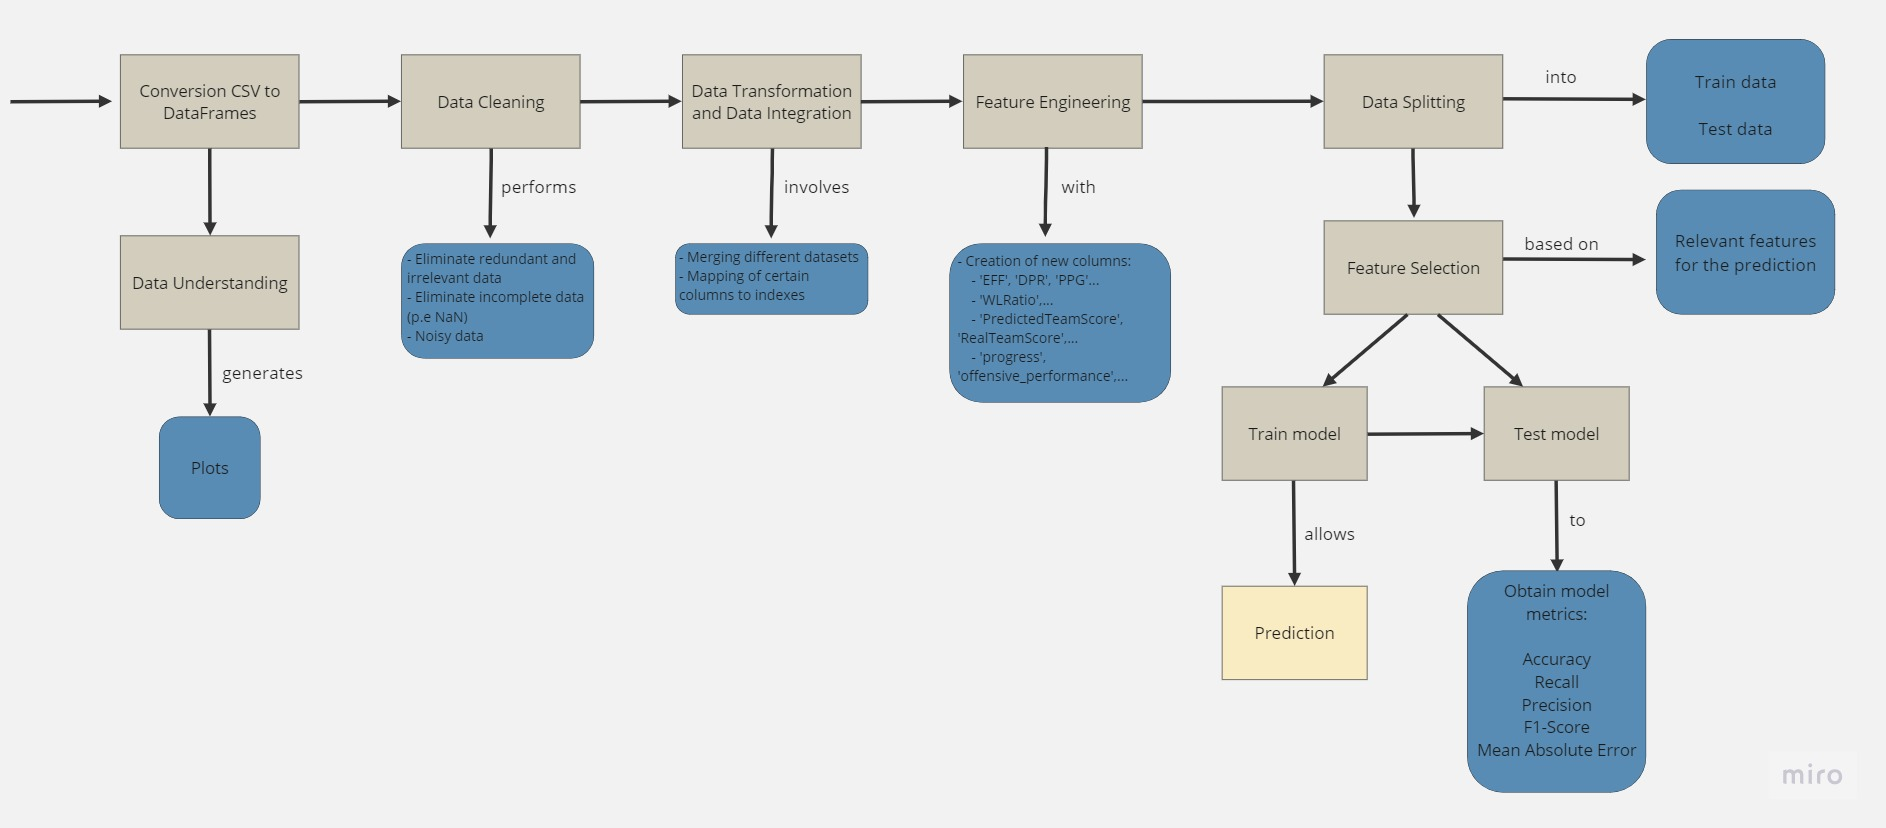 Conversion CSV to
DataFrames
Data Cleaning
Data Transformation
and Data Integration
Feature Engineering
Data Splitting
into
Train data
Test data
performs
involves
with
Data Understanding
- Eliminate redundant and
irrelevant data
- Eliminate incomplete data
(p.e NaN)
- Noisy data
- Merging different datasets
- Mapping of certain
columns to indexes
- Creation of new columns:
- 'EFF', 'DPR', 'PPG'...
- 'WLRatio',...
- 'PredictedTeamScore',
'RealTeamScore',...
- 'progress',
'offensive_performance',...
Feature Selection
based on
Relevant features
for the prediction
generates
Plots
Train model
Test model
allows
to
Prediction
Obtain model
metrics:
Accuracy
Recall
Precision
F1-Score
Mean Absolute Error
miro